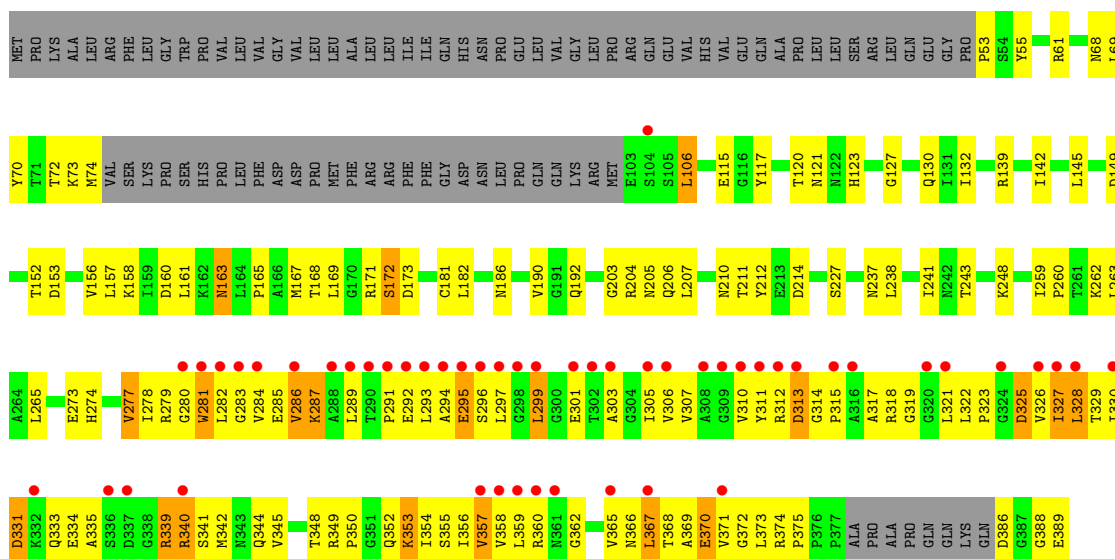 MET PRO LYS ALA LEU ARG PHE LEU GLY TRP PRO VAL LEU VAL GLY VAL LEU LEU ALA LEU LEU ILE ILE GLN HIS ASN PRO GLU LEU VAL GLY LEU PRO ARG GLN GLU VAL HIS VAL GLU GLN ALA PRO LEU LEU SER ARG LEU GLN GLU GLY PRO P53 S54 Y55 R61 N68 L69
Y70 T71 T72 K73 M74 VAL SER LYS PRO SER HIS PRO LEU PHE ASP ASP PRO MET PHE ARG ARG PHE PHE GLY ASP ASN LEU PRO GLN GLN LYS ARG MET E103 S104 S105 L106 E115 G116 Y117 T120 N121 N122 H123 G127 Q130 I131 I132 R139 I142 L145 D149
T152 D153 V156 L157 K158 I159 D160 L161 K162 N163 L164 P165 A166 M167 T168 L169 G170 R171 S172 D173 C181 L182 N186 V190 G191 Q192 G203 R204 N205 Q206 L207 N210 T211 Y212 E213 D214 S227 N237 L238 I241 N242 T243 K248 I259 P260 T261 K262 L263
A264 L265 E273 H274 V277 I278 R279 G280 W281 L282 G283 V284 E285 V286 K287 A288 L289 T290 P291 E292 L293 A294 E295 S296 L297 G298 L299 G300 E301 T302 A303 G304 I305 V306 V307 A308 G309 V310 Y311 R312 D313 G314 P315 A316 A317 R318 G319 G320 L321 L322 P323 G324 D325 V326 I327 L328 T329
D331 K332 Q333 E334 A335 S336 D337 G338 R339 R340 S341 M342 N343 Q344 V345 T348 R349 P350 G351 Q352 K353 I354 S355 I356 V357 V358 L359 R360 N361 G362 V365 N366 L367 T368 A369 E370 V371 G372 L373 R374 P375 P376 P377 ALA PRO ALA PRO GLN GLN LYS GLN D386 G387 G388 E389